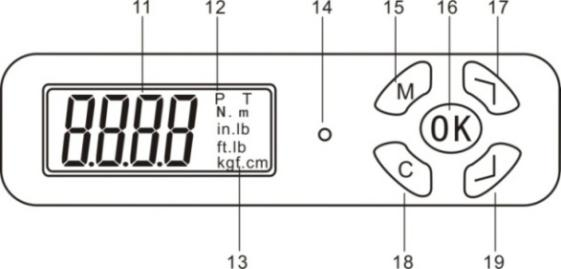 11 12 14 15 16 17
P T
8.8.8.8
N.m
in.lb
ft.lb
kgf.cm
M
OK
C
13 18 19